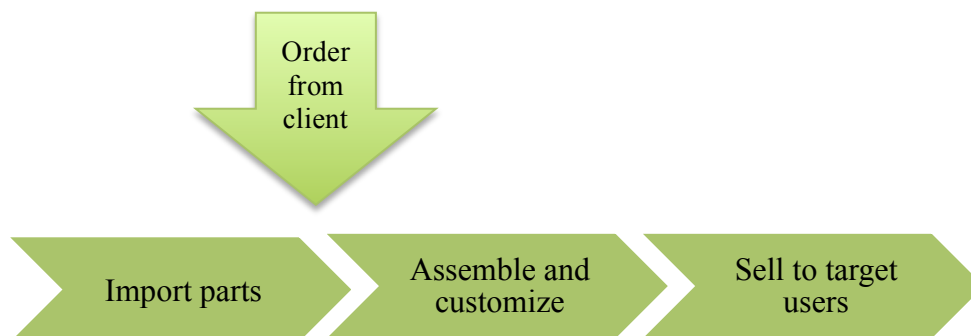 Order
from
client
Import parts
Assemble and
customize
Sell to target
users